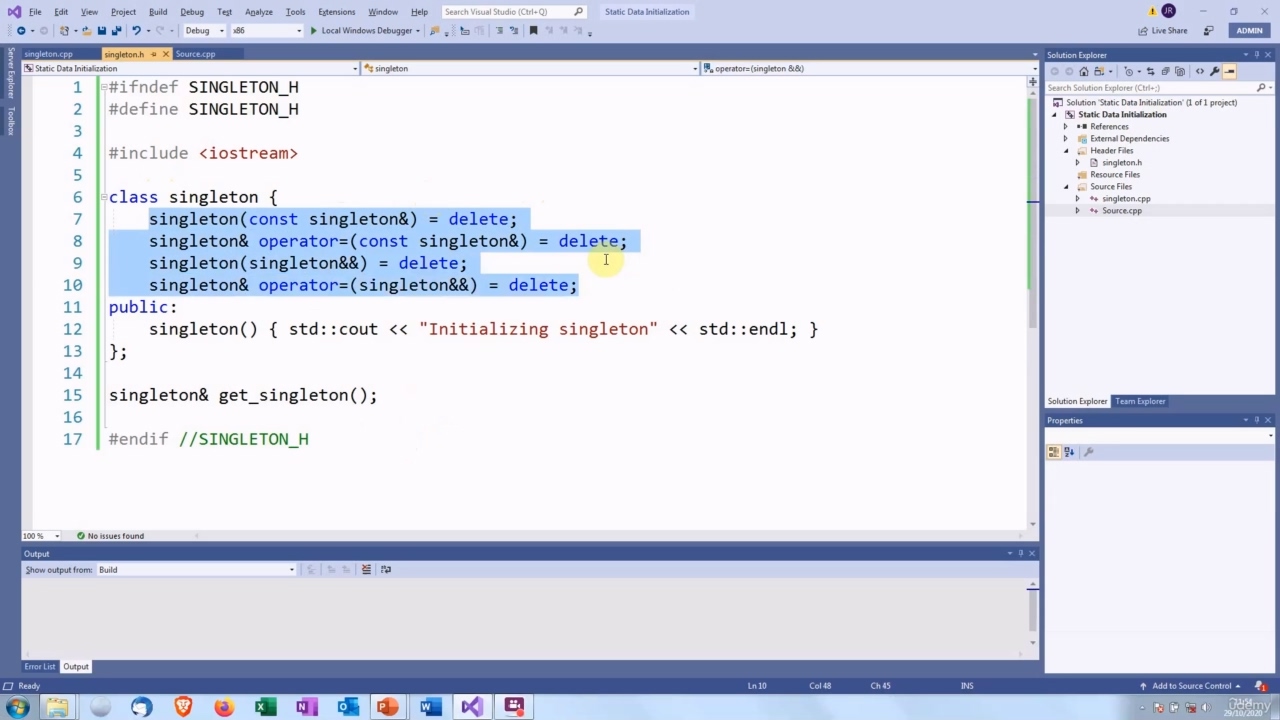 File Edit View Project Build Debug Test Analyze Tools Extensions Window Help Search Visual Studio (Ctrl+Q) Static Data Initialization JR
Debug x86 Local Windows Debugger Live Share ADMIN
singleton.cpp singleton.h Source.cpp
Static Data Initialization singleton operator=(singleton &&)
Server Explorer
Toolbox
1 #ifndef SINGLETON_H
2 #define SINGLETON_H
3
4 #include <iostream>
5
6 class singleton {
7 singleton(const singleton&) = delete;
8 singleton& operator=(const singleton&) = delete;
9 singleton(singleton&&) = delete;
10 singleton& operator=(singleton&&) = delete;
11 public:
12 singleton() { std::cout << "Initializing singleton" << std::endl; }
13 };
14
15 singleton& get_singleton();
16
17 #endif //SINGLETON_H
100 % No issues found
Output
Show output from: Build
Error List Output
Solution Explorer
Search Solution Explorer (Ctrl+;)
Solution 'Static Data Initialization' (1 of 1 project)
Static Data Initialization
References
External Dependencies
Header Files
singleton.h
Resource Files
Source Files
singleton.cpp
Source.cpp
Solution Explorer Team Explorer
Properties
Ready Ln 10 Col 48 Ch 45 INS Add to Source Control 1
udemy
29/10/2020